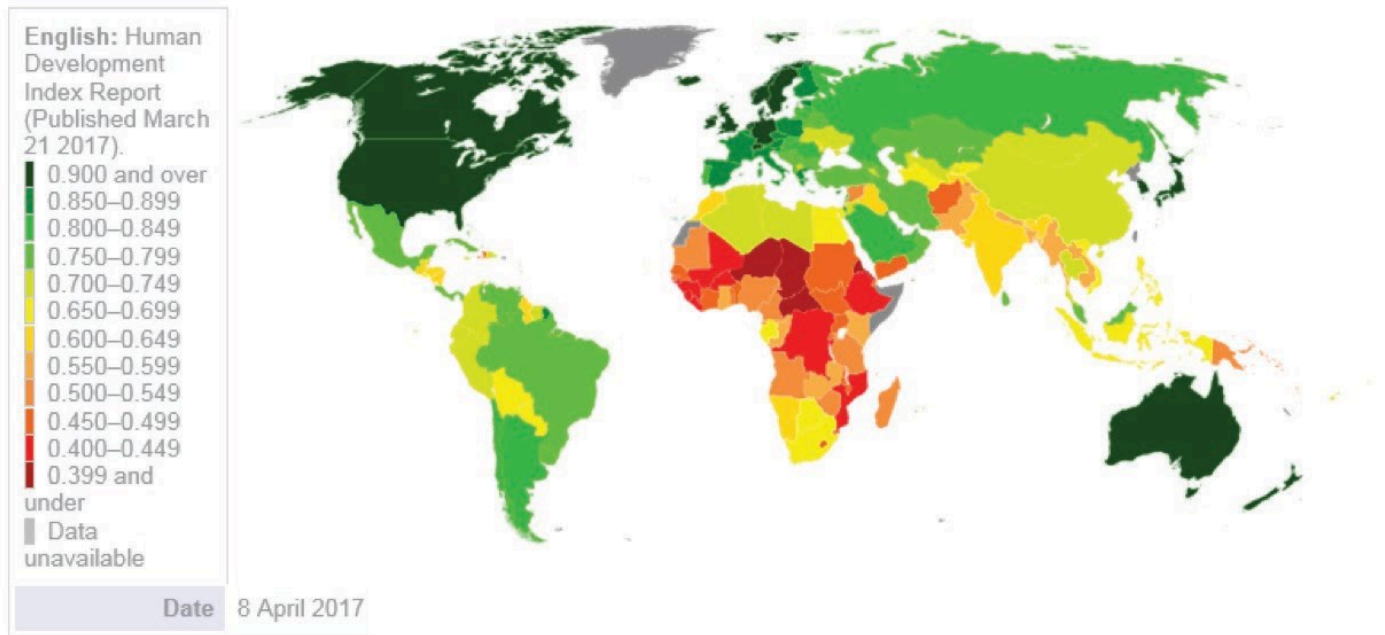 English: Human
Development
Index Report
(Published March
21 2017).
0.900 and over
0.850–0.899
0.800–0.849
0.750–0.799
0.700–0.749
0.650–0.699
0.600–0.649
0.550–0.599
0.500–0.549
0.450–0.499
0.400–0.449
0.399 and
under
Data
unavailable
Date 8 April 2017